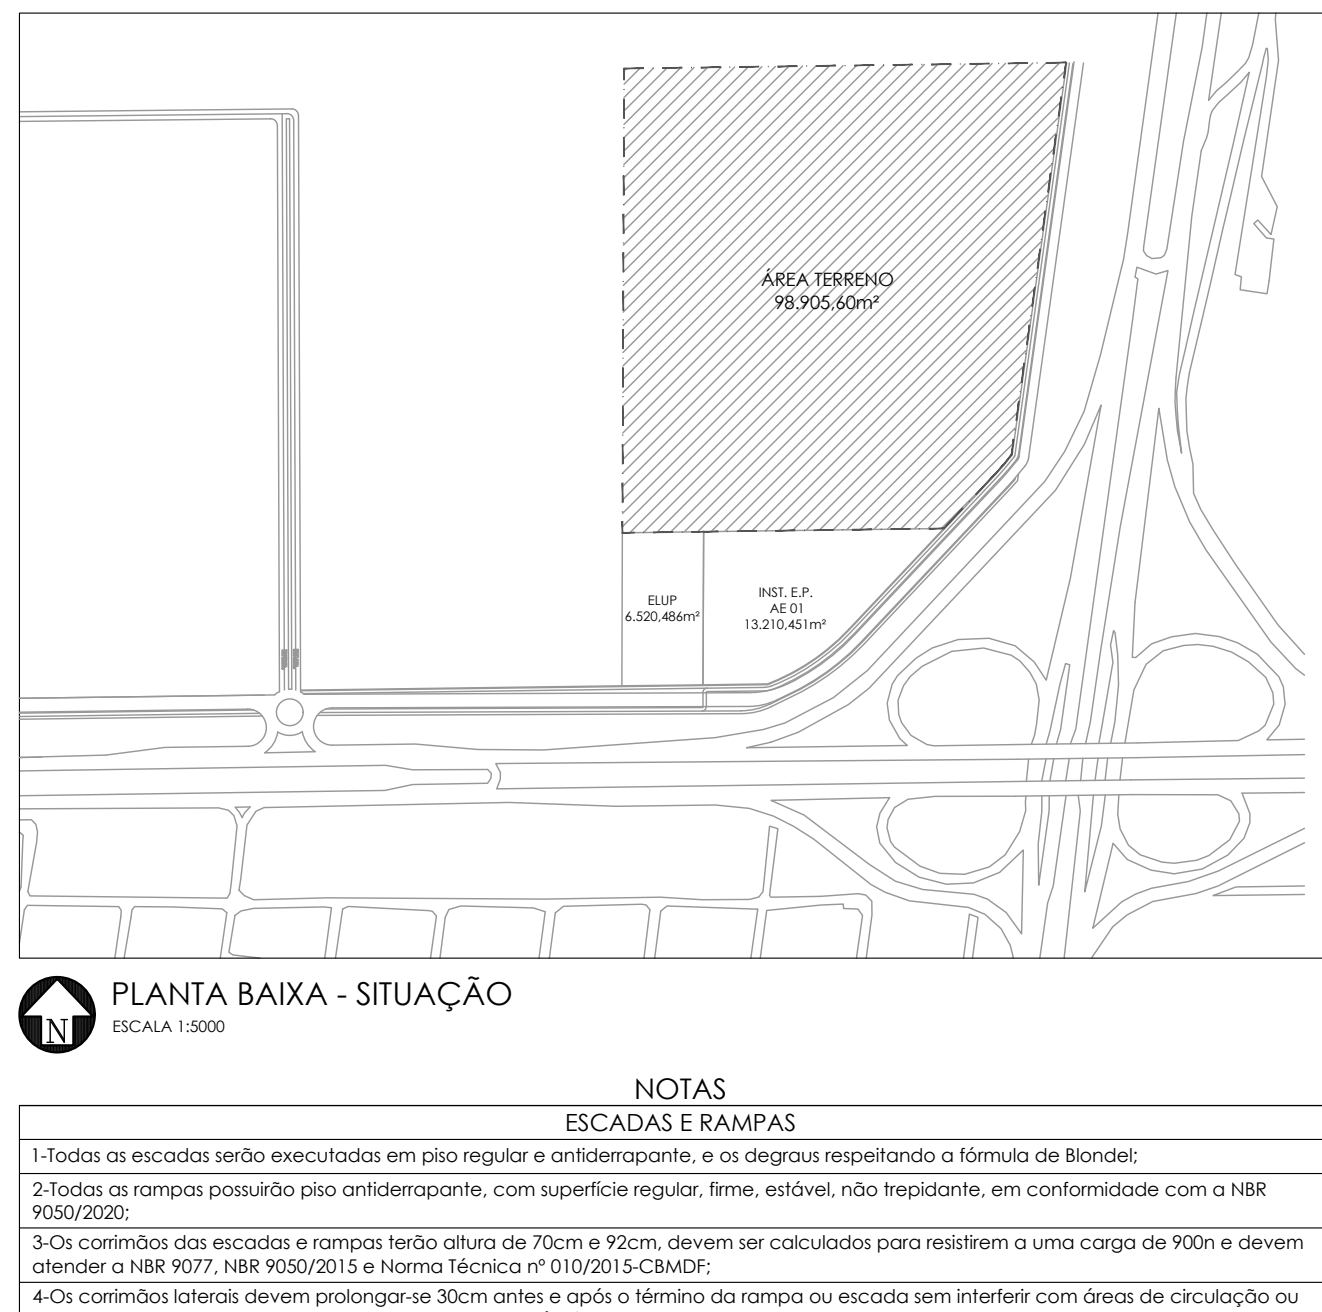 ÁREA TERRENO
98.905,60m²
ELUP
6.520,486m²
INST. E.P.
AE 01
13.210,451m²
N
PLANTA BAIXA - SITUAÇÃO
ESCALA 1:5000
NOTAS
ESCADAS E RAMPAS
1-Todas as escadas serão executadas em piso regular e antiderrapante, e os degraus respeitando a fórmula de Blondel;
2-Todas as rampas possuirão piso antiderrapante, com superfície regular, firme, estável, não trepidante, em conformidade com a NBR
9050/2020;
3-Os corrimãos das escadas e rampas terão altura de 70cm e 92cm, devem ser calculados para resistirem a uma carga de 900n e devem
atender a NBR 9077, NBR 9050/2015 e Norma Técnica nº 010/2015-CBMDF;
4-Os corrimãos laterais devem prolongar-se 30cm antes e após o término da rampa ou escada sem interferir com áreas de circulação ou